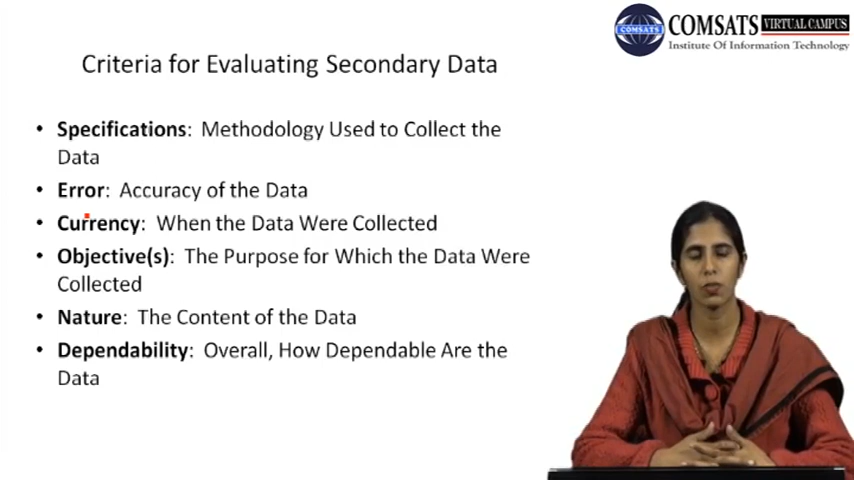 COMSATS
COMSATS VIRTUAL CAMPUS
Institute Of Information Technology
Criteria for Evaluating Secondary Data
• Specifications: Methodology Used to Collect the
Data
• Error: Accuracy of the Data
• Currency: When the Data Were Collected
• Objective(s): The Purpose for Which the Data Were
Collected
• Nature: The Content of the Data
• Dependability: Overall, How Dependable Are the
Data